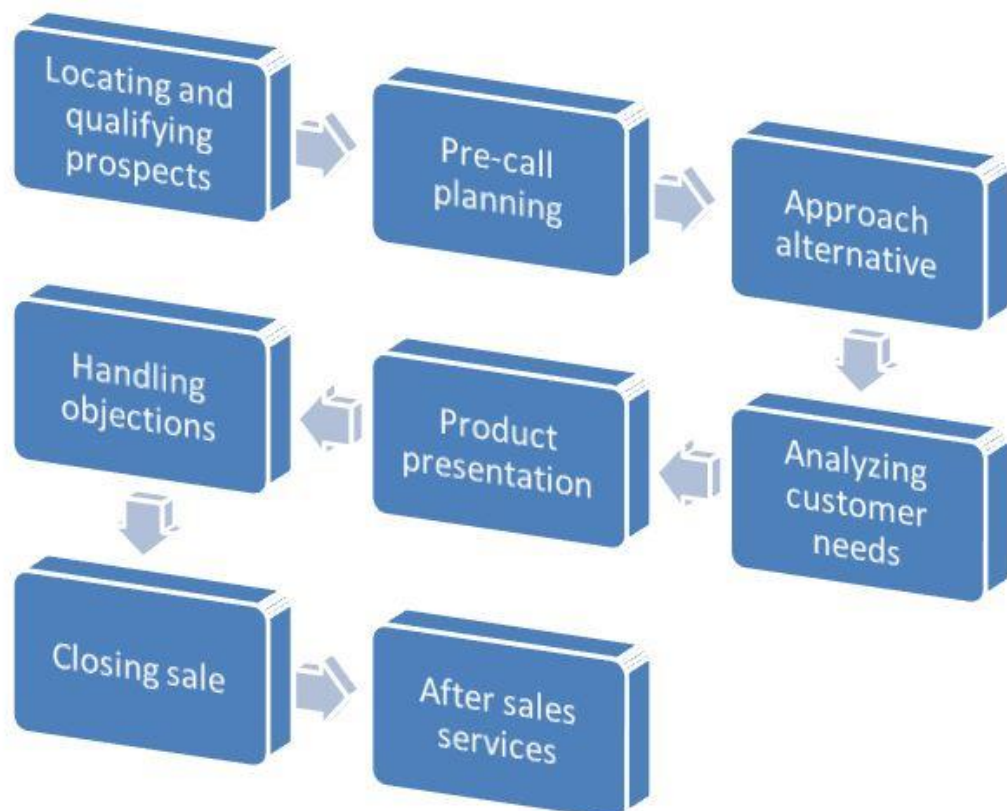 Locating and
qualifying
prospects
Pre-call
planning
Approach
alternative
Analyzing
customer
needs
Product
presentation
Handling
objections
Closing sale
After sales
services